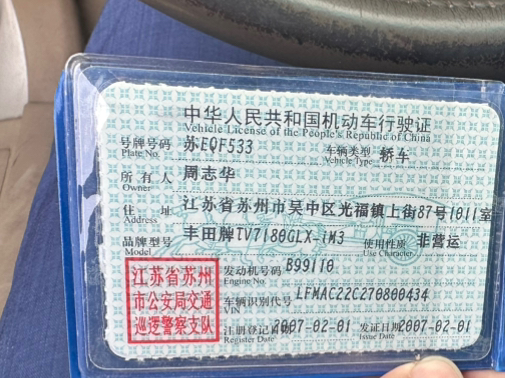 中华人民共和国机动车行驶证
Vehicle License of the People's Republic of China
号牌号码 苏EQF533 车辆类型 轿车
Plate No. Vehicle Type
所有人 周志华
Owner
住址 江苏省苏州市吴中区光福镇上街87号1011室
Address
品牌型号 丰田牌TV7180GLX-iM3 使用性质 非营运
Model Use Character
江苏省苏州
市公安局交通
巡逻警察支队
发动机号码 B991110
Engine No.
车辆识别代号 LFMAC22C270800434
VIN
注册登记日 2007-02-01 发证日期 2007-02-01
Register Date Issue Date